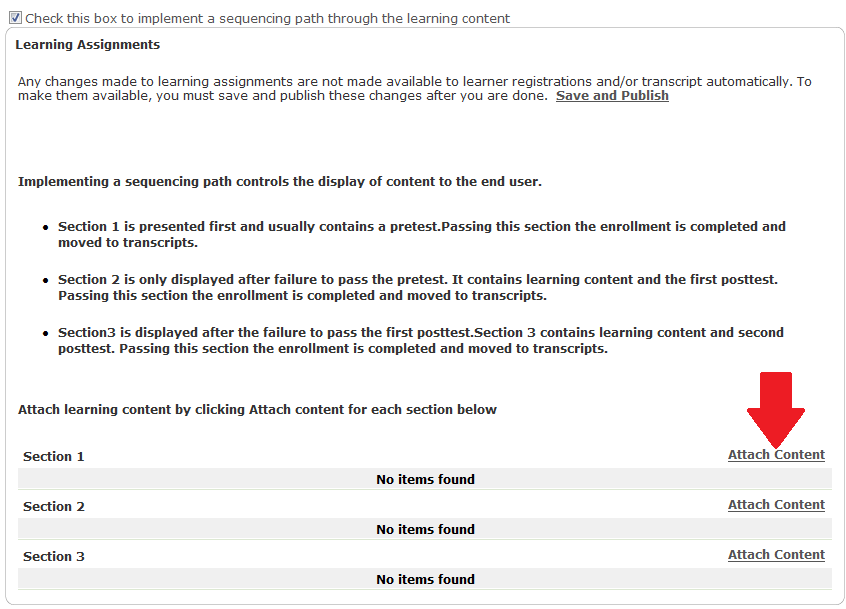 Check this box to implement a sequencing path through the learning content
Learning Assignments
Any changes made to learning assignments are not made available to learner registrations and/or transcript automatically. To
make them available, you must save and publish these changes after you are done. Save and Publish
Implementing a sequencing path controls the display of content to the end user.
• Section 1 is presented first and usually contains a pretest.Passing this section the enrollment is completed and
moved to transcripts.
• Section 2 is only displayed after failure to pass the pretest. It contains learning content and the first posttest.
Passing this section the enrollment is completed and moved to transcripts.
• Section3 is displayed after the failure to pass the first posttest.Section 3 contains learning content and second
posttest. Passing this section the enrollment is completed and moved to transcripts.
Attach learning content by clicking Attach content for each section below
Section 1 Attach Content
No items found
Section 2 Attach Content
No items found
Section 3 Attach Content
No items found